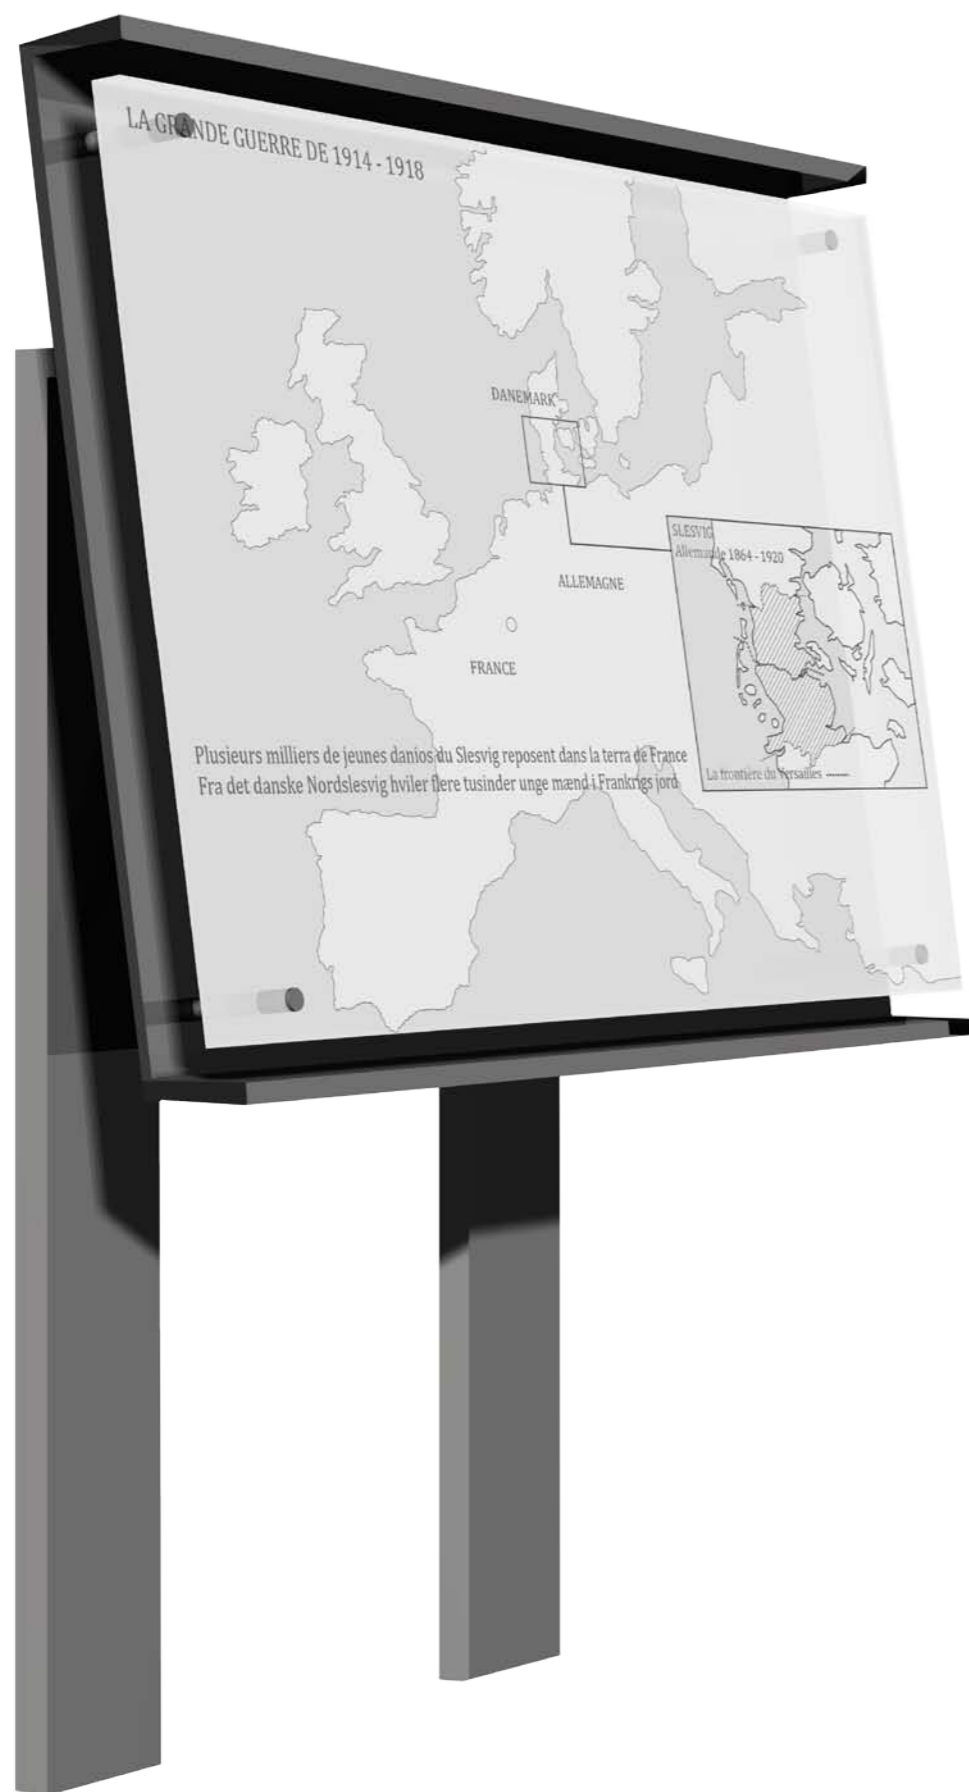 LA GRANDE GUERRE DE 1914 - 1918
DANEMARK
SLESVIG
Allemande 1864 - 1920
ALLEMAGNE
FRANCE
Plusieurs milliers de jeunes danios du Slesvig reposent dans la terra de France
Fra det danske Nordslesvig hviler flere tusinder unge mænd i Frankrigs jord
La frontière du Versailles